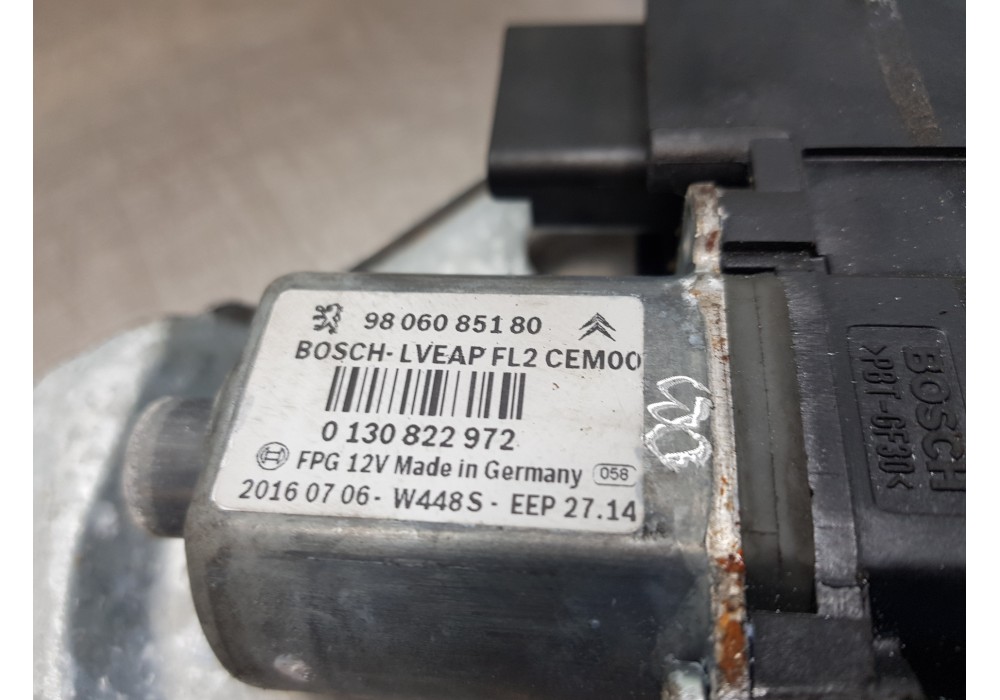 98 060 851 80
BOSCH-LVEAP FL2 CEM00
0 130 822 972
FPG 12V Made in Germany 058
2016 07 06- W448S - EEP 27.14
BOSCH
>PBT-GF30<